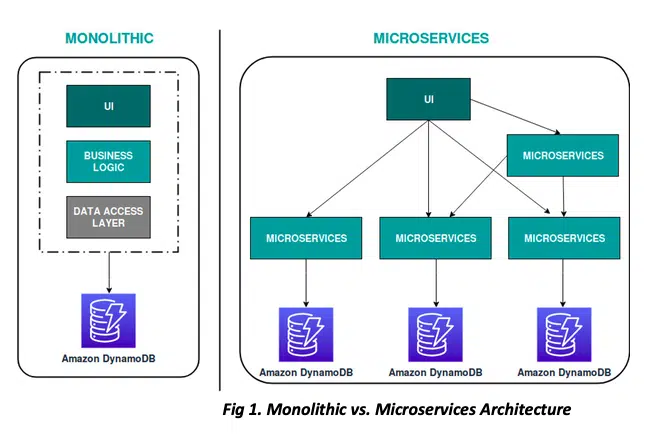 MONOLITHIC
UI
BUSINESS
LOGIC
DATA ACCESS
LAYER
Amazon DynamoDB
MICROSERVICES
UI
MICROSERVICES
MICROSERVICES
MICROSERVICES
MICROSERVICES
Amazon DynamoDB
Amazon DynamoDB
Amazon DynamoDB
Fig 1. Monolithic vs. Microservices Architecture